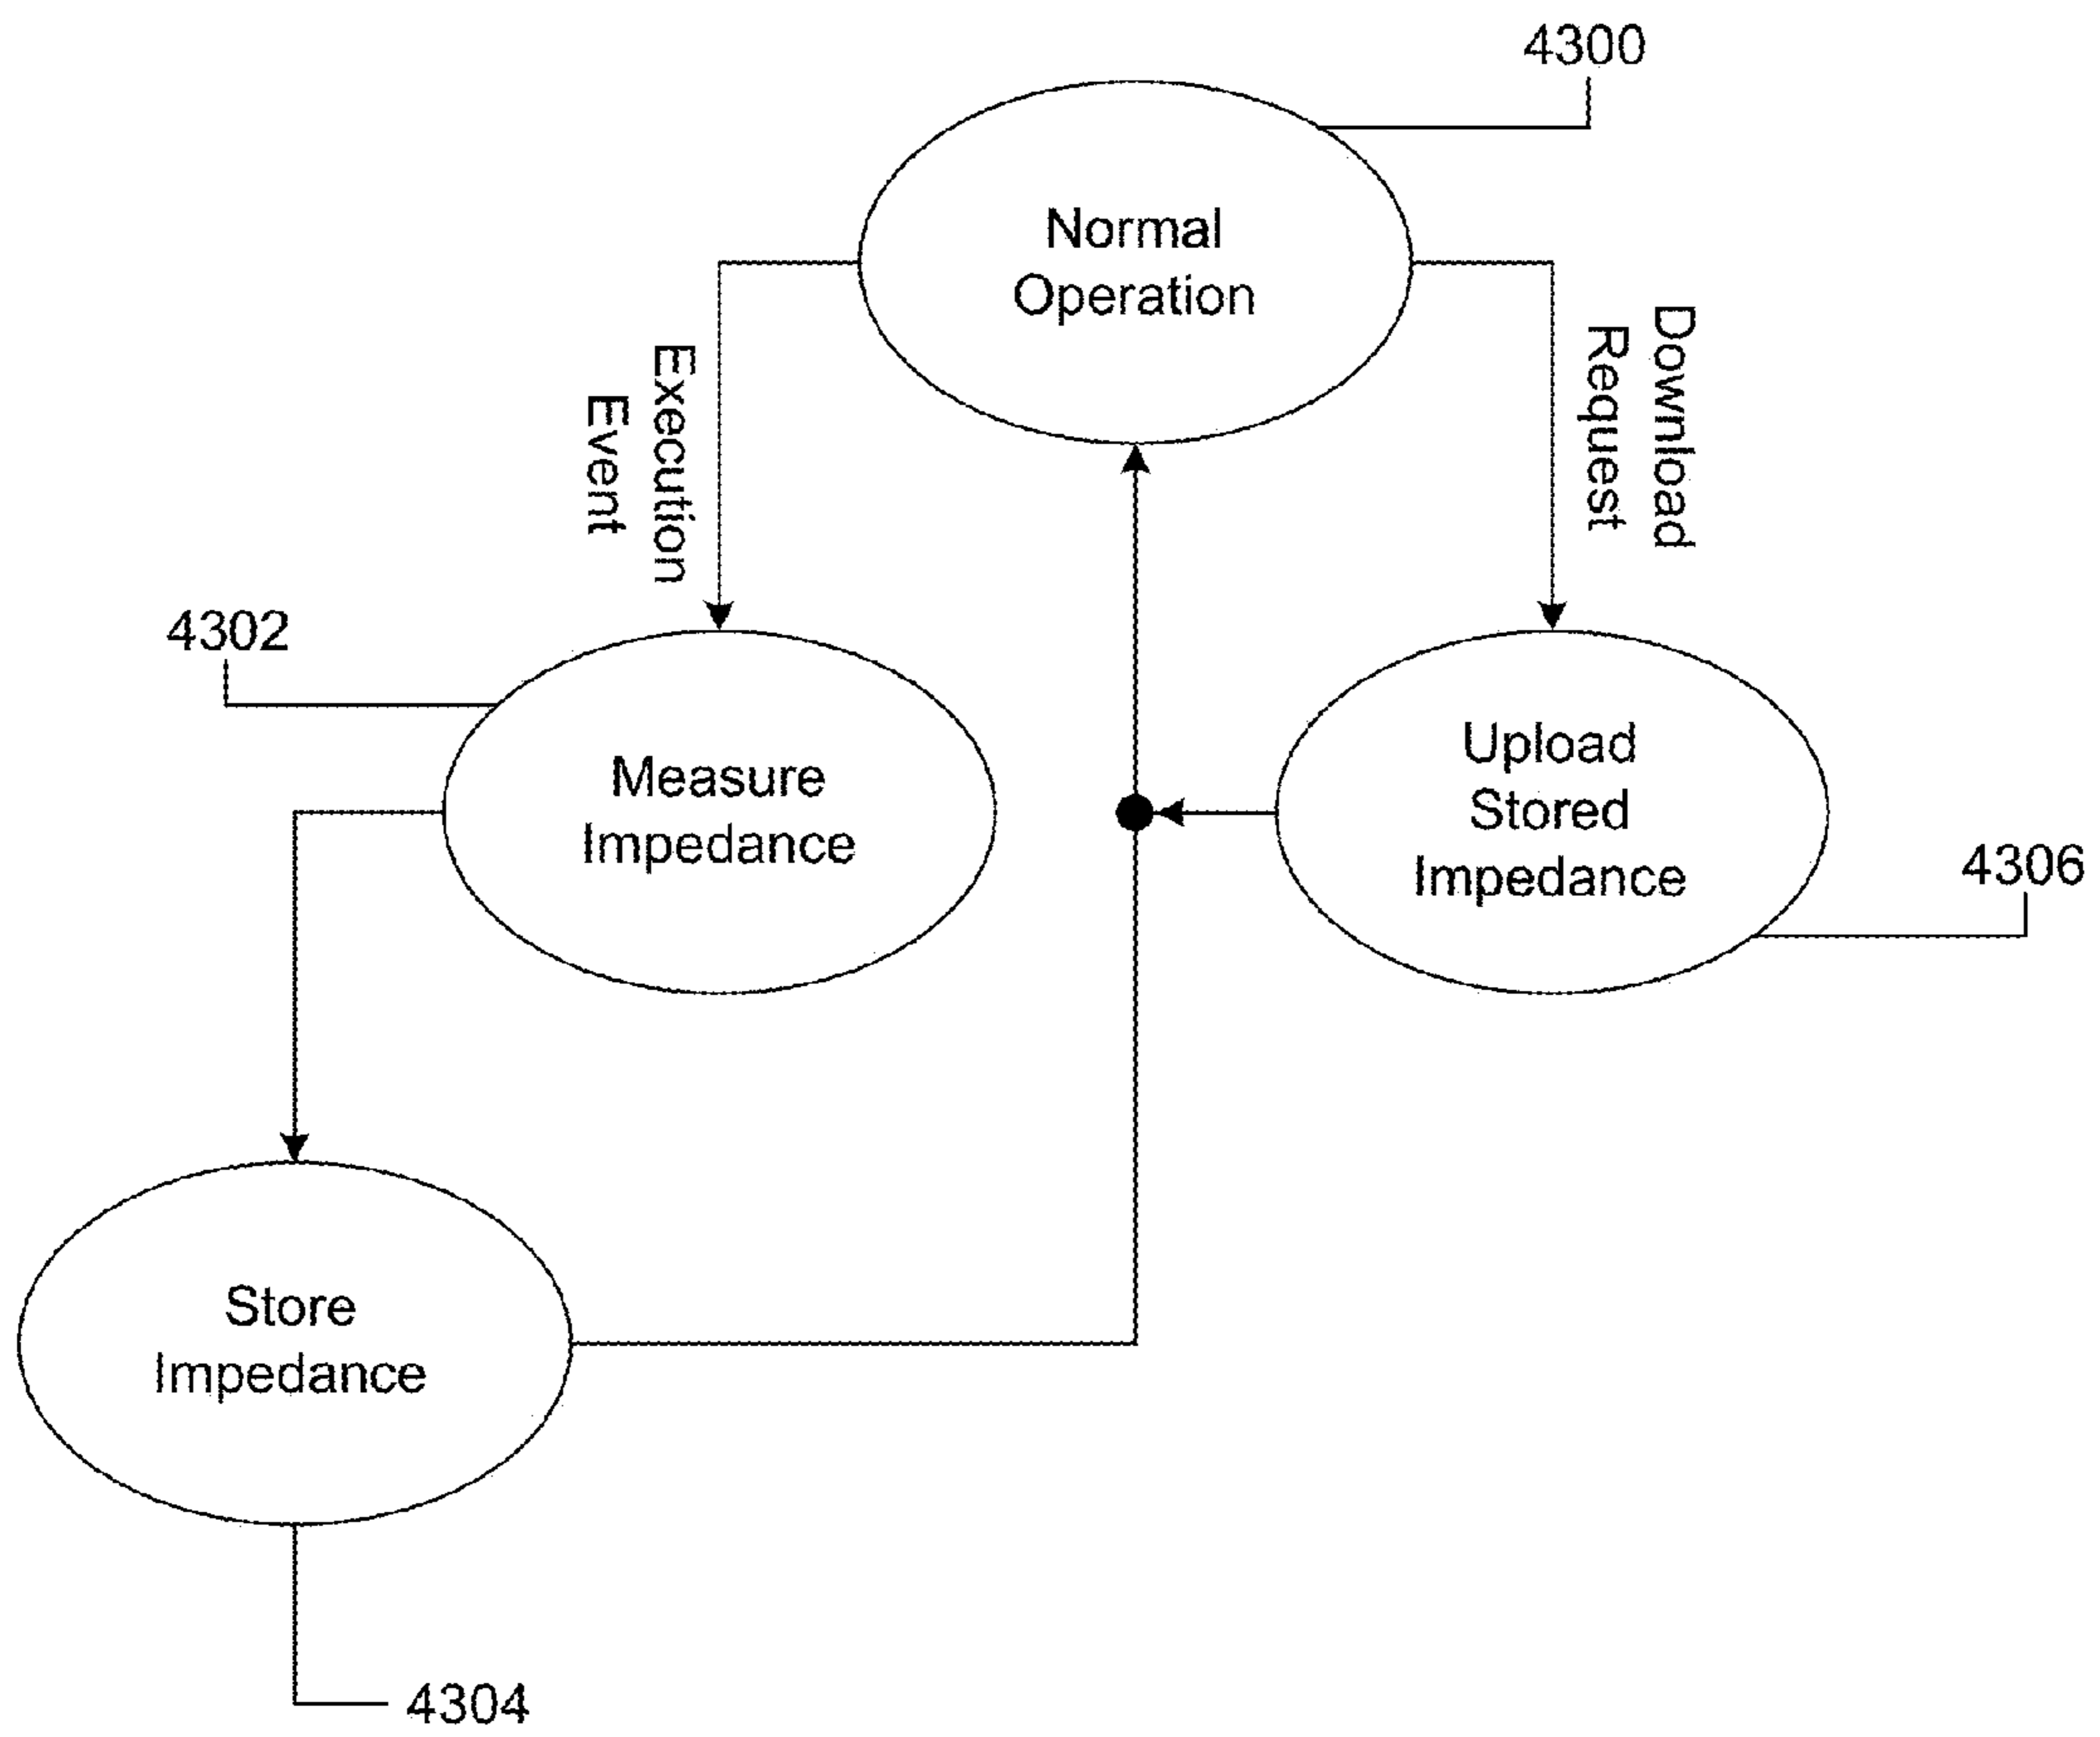 4300
Normal
Operation
Execution
Event
Download
Request
4302
Measure
Impedance
Upload
Stored
Impedance
4306
Store
Impedance
4304